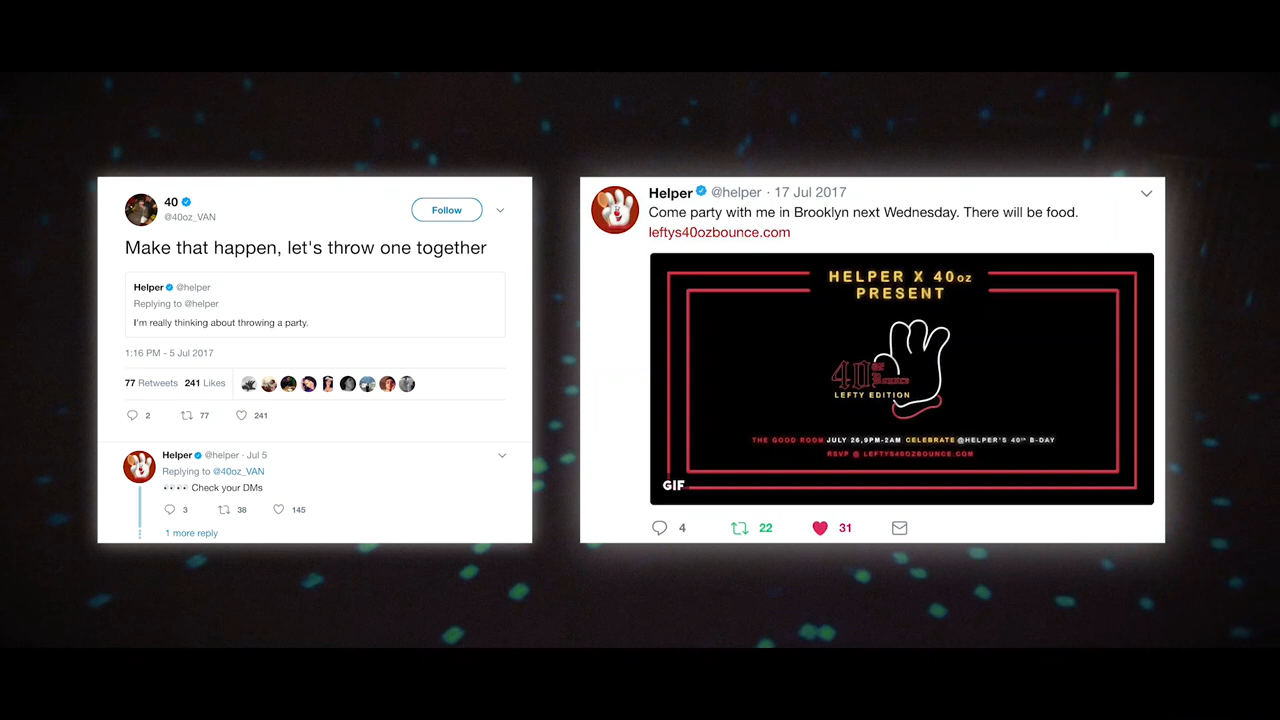 40
@40oz_VAN
Follow
Make that happen, let's throw one together
Helper @helper
Replying to @helper
I'm really thinking about throwing a party.
1:16 PM - 5 Jul 2017
77 Retweets 241 Likes
2 77 241
Helper @helper · Jul 5
Replying to @40oz_VAN
👀👀 Check your DMs
3 38 145
1 more reply
Helper @helper · 17 Jul 2017
Come party with me in Brooklyn next Wednesday. There will be food.
leftys40ozbounce.com
HELPER X 40oz
PRESENT
40oz
Bounce
LEFTY EDITION
THE GOOD ROOM JULY 26,9PM-2AM CELEBRATE @HELPER'S 40th B-DAY
RSVP @ LEFTYS40OZBOUNCE.COM
GIF
4 22 31